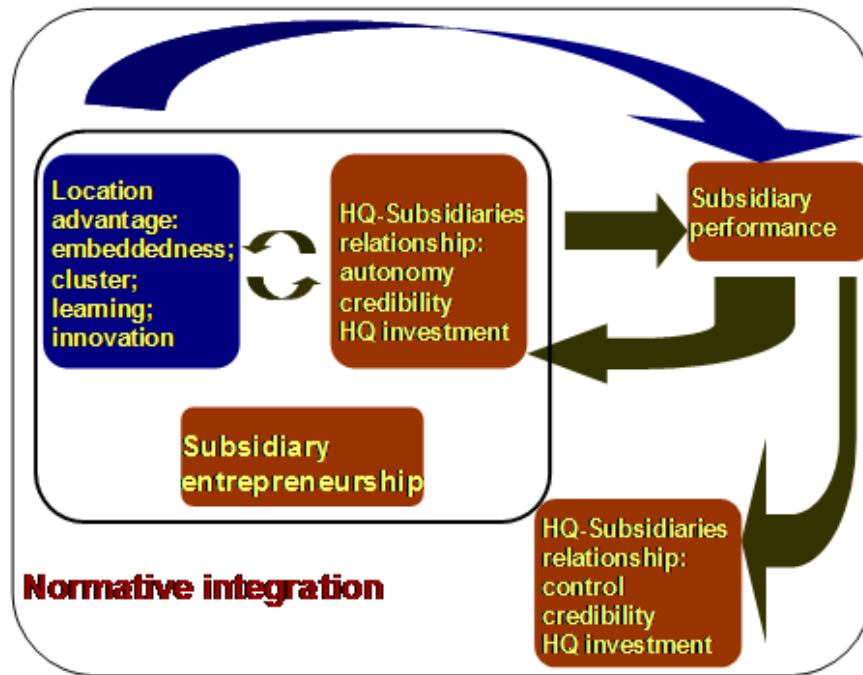 Location
advantage:
embeddedness;
cluster;
learning;
innovation
HQ-Subsidiaries
relationship:
autonomy
credibility
HQ investment
Subsidiary
performance
Subsidiary
entrepreneurship
HQ-Subsidiaries
relationship:
control
credibility
HQ investment
Normative integration